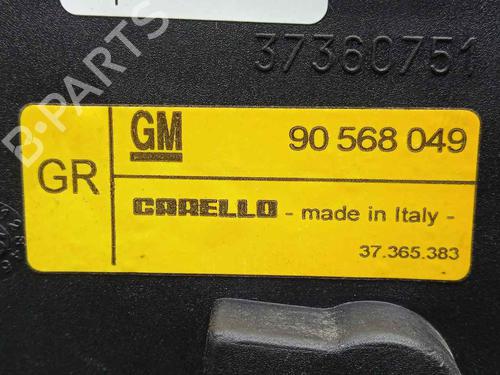 37360751
GM
90 568 049
GR
CARELLO - made in Italy -
37.365.383
B-PARTS